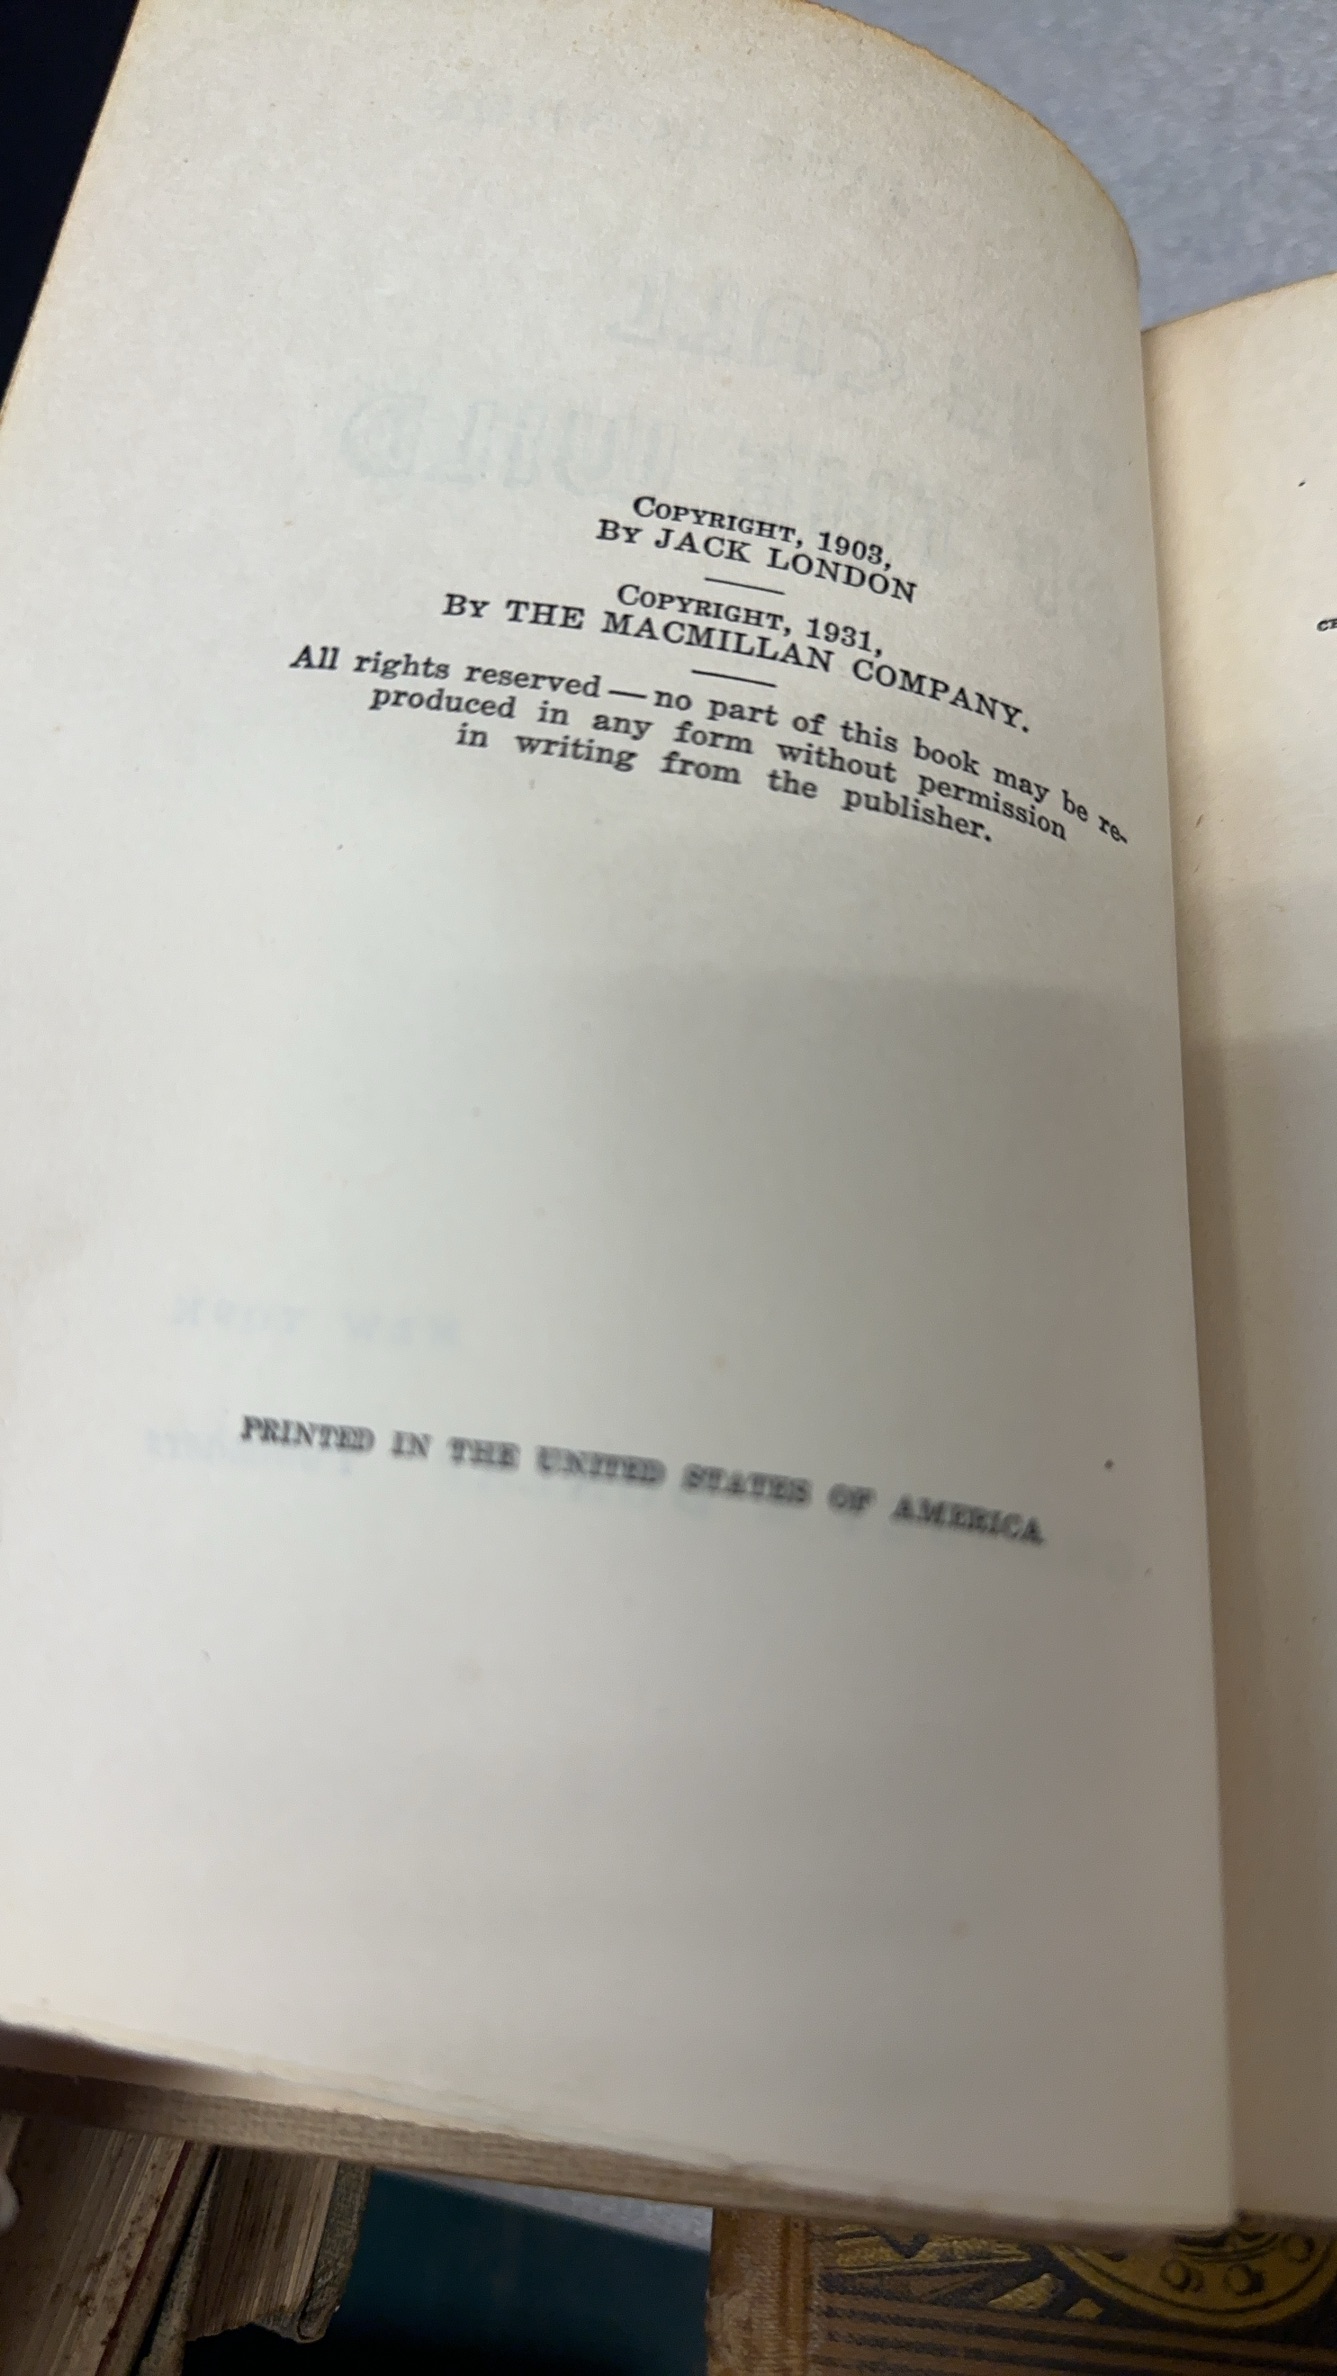 COPYRIGHT, 1903,
BY JACK LONDON
COPYRIGHT, 1931,
BY THE MACMILLAN COMPANY.
All rights reserved — no part of this book may be re-
produced in any form without permission
in writing from the publisher.
PRINTED IN THE UNITED STATES OF AMERICA